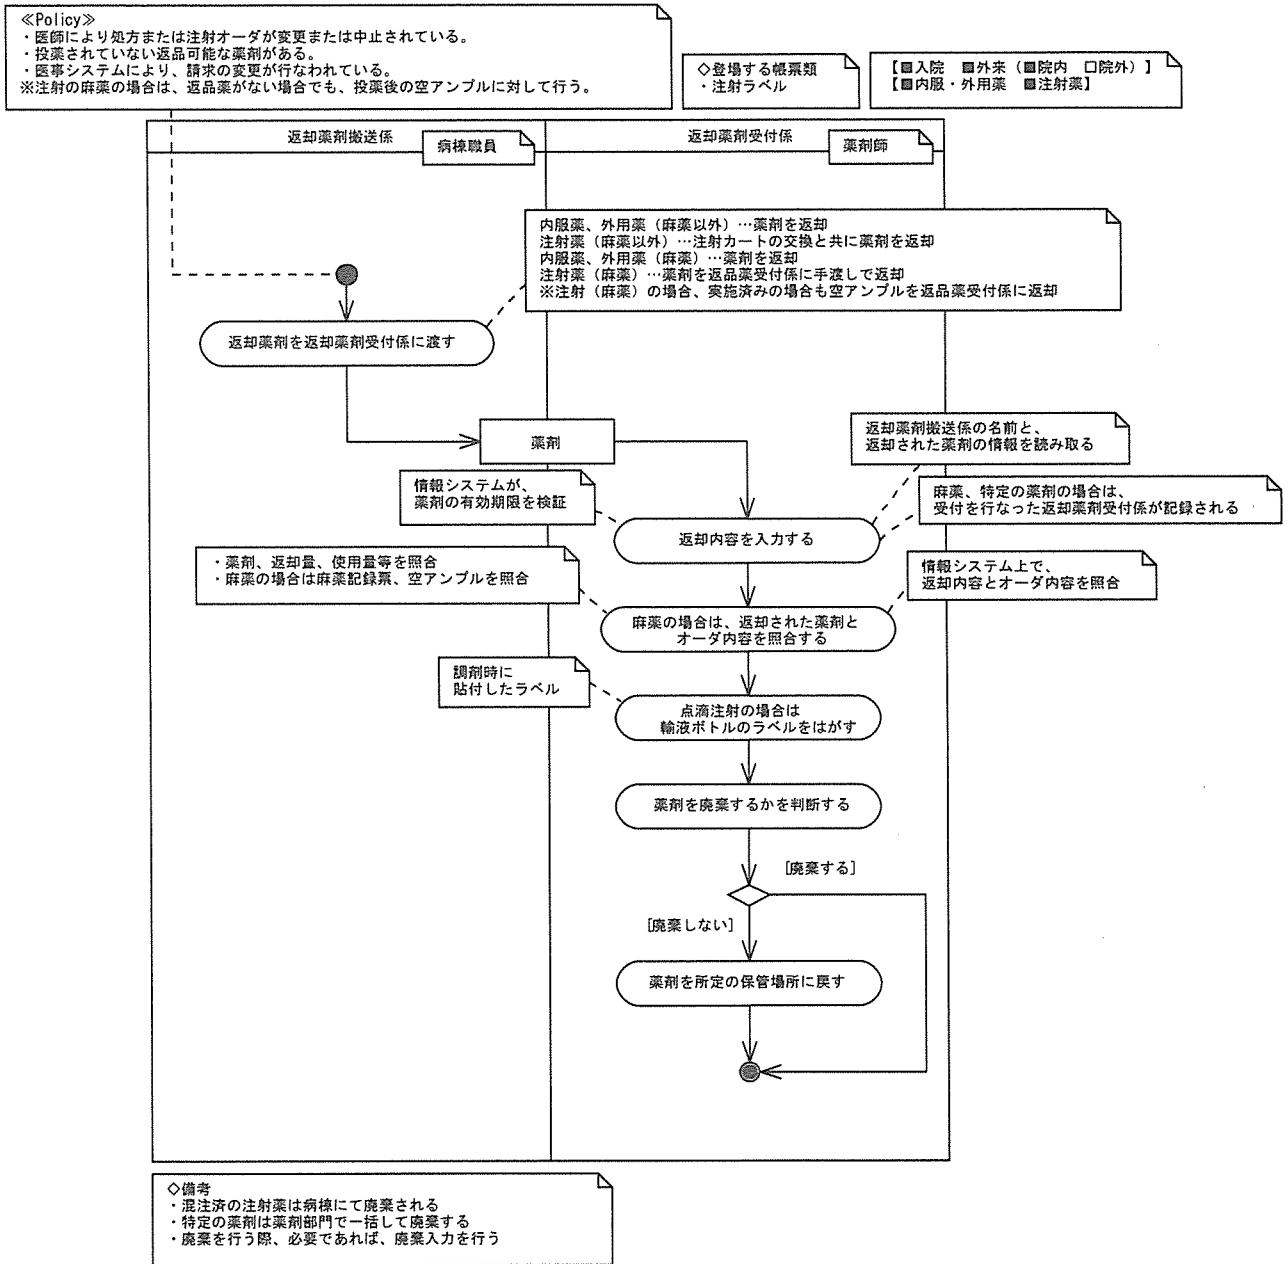 ≪Policy≫
・医師により処方または注射オーダが変更または中止されている。
・投薬されていない返品可能な薬剤がある。
・医事システムにより、請求の変更が行なわれている。
※注射の麻薬の場合は、返品薬がない場合でも、投薬後の空アンプルに対して行う。
◇登場する帳票類
・注射ラベル
【■入院　■外来（■院内　□院外）】
【■内服・外用薬　■注射薬】
返却薬剤搬送係
病棟職員
返却薬剤受付係
薬剤師
内服薬、外用薬（麻薬以外）…薬剤を返却
注射薬（麻薬以外）…注射カートの交換と共に薬剤を返却
内服薬、外用薬（麻薬）…薬剤を返却
注射薬（麻薬）…薬剤を返品薬受付係に手渡しで返却
※注射（麻薬）の場合、実施済みの場合も空アンプルを返品薬受付係に返却
返却薬剤を返却薬剤受付係に渡す
薬剤
返却薬剤搬送係の名前と、
返却された薬剤の情報を読み取る
情報システムが、
薬剤の有効期限を検証
麻薬、特定の薬剤の場合は、
受付を行なった返却薬剤受付係が記録される
返却内容を入力する
・薬剤、返却量、使用量等を照合
・麻薬の場合は麻薬記録票、空アンプルを照合
情報システム上で、
返却内容とオーダ内容を照合
麻薬の場合は、返却された薬剤と
オーダ内容を照合する
調剤時に
貼付したラベル
点滴注射の場合は
輸液ボトルのラベルをはがす
薬剤を廃棄するかを判断する
[廃棄する]
[廃棄しない]
薬剤を所定の保管場所に戻す
◇備考
・混注済の注射薬は病棟にて廃棄される
・特定の薬剤は薬剤部門で一括して廃棄する
・廃棄を行う際、必要であれば、廃棄入力を行う